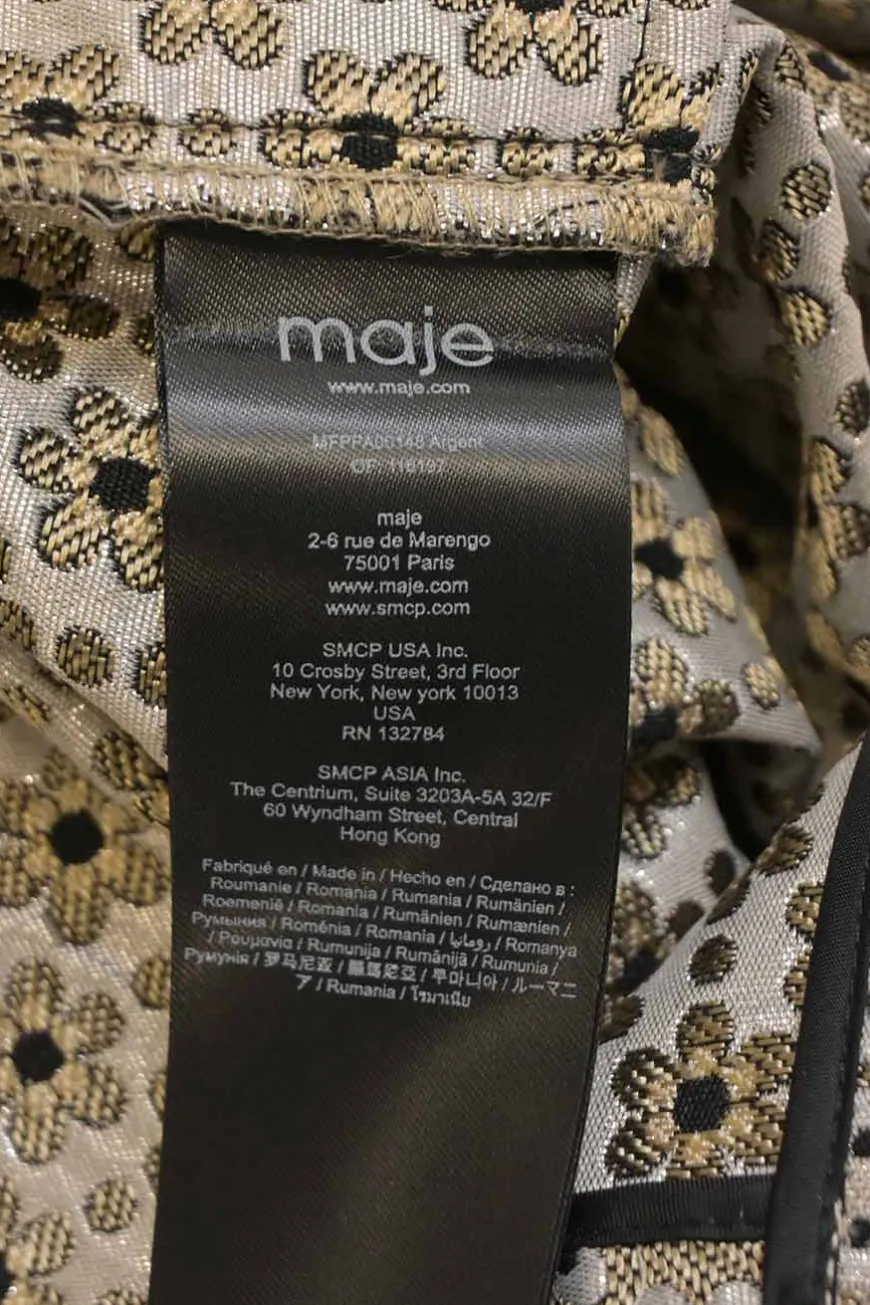 maje
www.maje.com
MFPPA00148 Argent
OF: 116197
maje
2-6 rue de Marengo
75001 Paris
www.maje.com
www.smcp.com
SMCP USA Inc.
10 Crosby Street, 3rd Floor
New York, New york 10013
USA
RN 132784
SMCP ASIA Inc.
The Centrium, Suite 3203A-5A 32/F
60 Wyndham Street, Central
Hong Kong
Fabriqué en / Made in / Hecho en / Сделано в :
Roumanie / Romania / Rumania / Rumänien /
Roemenië / Romania / Rumänien / Rumænien /
Румыния / Roménia / Romania / رومانيا / Romanya
/ Ρουμανία / Rumunija / Rumānijā / Rumunia /
Румунія / 罗马尼亚 / 羅馬尼亞 / 루마니아 / ルーマニ
ア / Rumania / โรมาเนีย